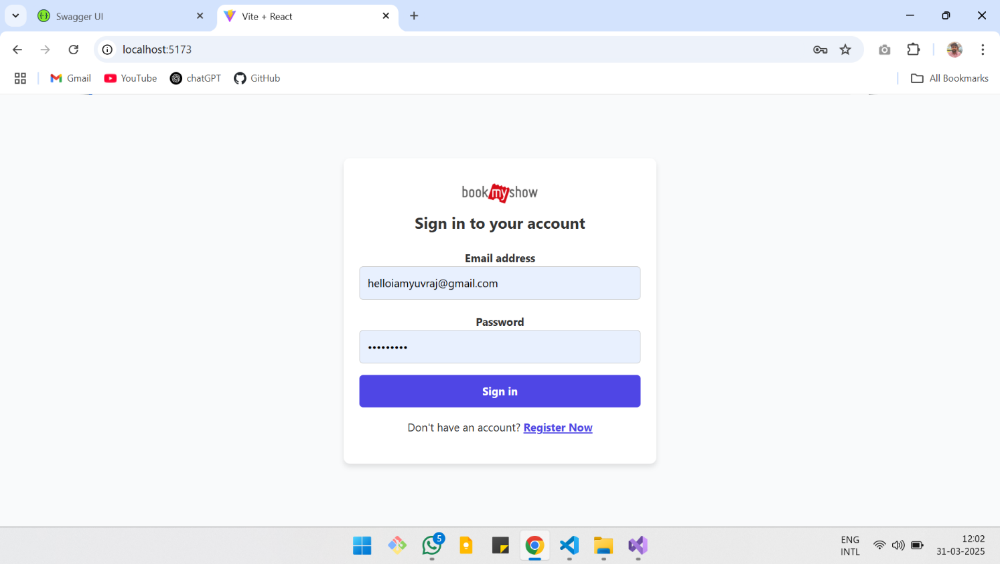 Swagger UI
Vite + React
localhost:5173
Gmail
YouTube
chatGPT
GitHub
All Bookmarks
bookmyshow
Sign in to your account
Email address
helloiamyuvraj@gmail.com
Password
•••••••••
Sign in
Don't have an account? Register Now
5
ENG
INTL
12:02
31-03-2025